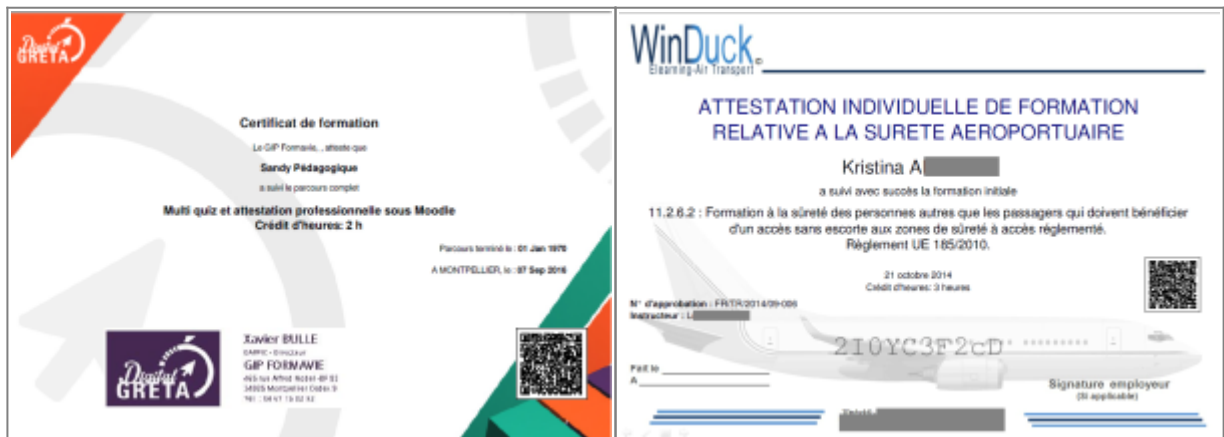 Digital
GRETA
Certificat de formation
Le GIP Formavie, , atteste que
Sandy Pédagogique
a suivi le parcours complet
Multi quiz et attestation professionnelle sous Moodle
Crédit d'heures: 2 h
Parcours terminé le : 01 Jan 1970
A MONTPELLIER, le : 07 Sep 2016
Digital
GRETA
Xavier BULLE
Directeur
GIP FORMAVIE
Montpellier Cedex
WinDuck©
Elearning-Air Transport
ATTESTATION INDIVIDUELLE DE FORMATION
RELATIVE A LA SURETE AEROPORTUAIRE
Kristina A
a suivi avec succès la formation initiale
11.2.6.2 : Formation à la sûreté des personnes autres que les passagers qui doivent bénéficier
d'un accès sans escorte aux zones de sûreté à accès réglementé.
Règlement UE 185/2010.
21 octobre 2014
Crédit d'heures: 3 heures
N° d'approbation : FR/TR/2014/09-006
Instructeur : L
2I0YC3F2cD
Fait le
A
Signature employeur
(Si applicable)